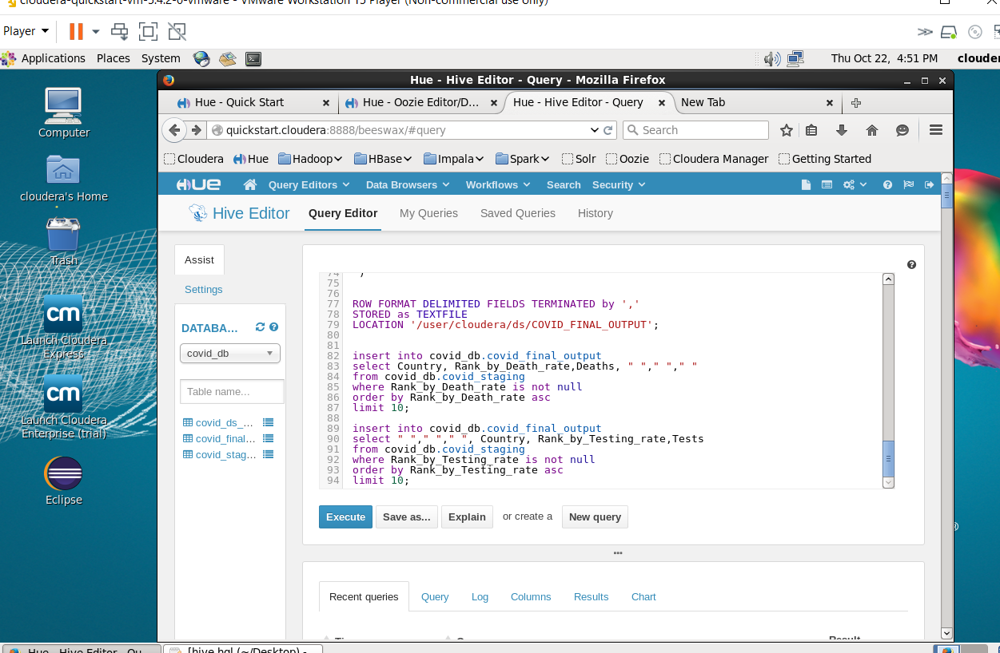 cloudera-quickstart-vm-5.4.2-0-vmware - VMware Workstation 15 Player (Non-commercial use only)
Player
Applications Places System Thu Oct 22, 4:51 PM clouder
Hue - Hive Editor - Query - Mozilla Firefox
Hue - Quick Start Hue - Oozie Editor/D... Hue - Hive Editor - Query New Tab
quickstart.cloudera:8888/beeswax/#query Search
Cloudera Hue Hadoop HBase Impala Spark Solr Oozie Cloudera Manager Getting Started
HUE Query Editors Data Browsers Workflows Search Security
Hive Editor Query Editor My Queries Saved Queries History
Computer
cloudera's Home
Trash
Launch Cloudera
Express
Launch Cloudera
Enterprise (trial)
Eclipse
cm
cm
Assist
Settings
DATABA...
covid_db
Table name...
covid_ds_...
covid_final...
covid_stag...
74 )
75
76
77 ROW FORMAT DELIMITED FIELDS TERMINATED by ','
78 STORED as TEXTFILE
79 LOCATION '/user/cloudera/ds/COVID_FINAL_OUTPUT';
80
81
82 insert into covid_db.covid_final_output
83 select Country, Rank_by_Death_rate,Deaths, " "," "," "
84 from covid_db.covid_staging
85 where Rank_by_Death_rate is not null
86 order by Rank_by_Death_rate asc
87 limit 10;
88
89 insert into covid_db.covid_final_output
90 select " "," "," ", Country, Rank_by_Testing_rate,Tests
91 from covid_db.covid_staging
92 where Rank_by_Testing_rate is not null
93 order by Rank_by_Testing_rate asc
94 limit 10;
Execute Save as... Explain or create a New query
Recent queries Query Log Columns Results Chart
Result
Hue - Hive Editor - Qu... [hive.hql (~/Desktop) -